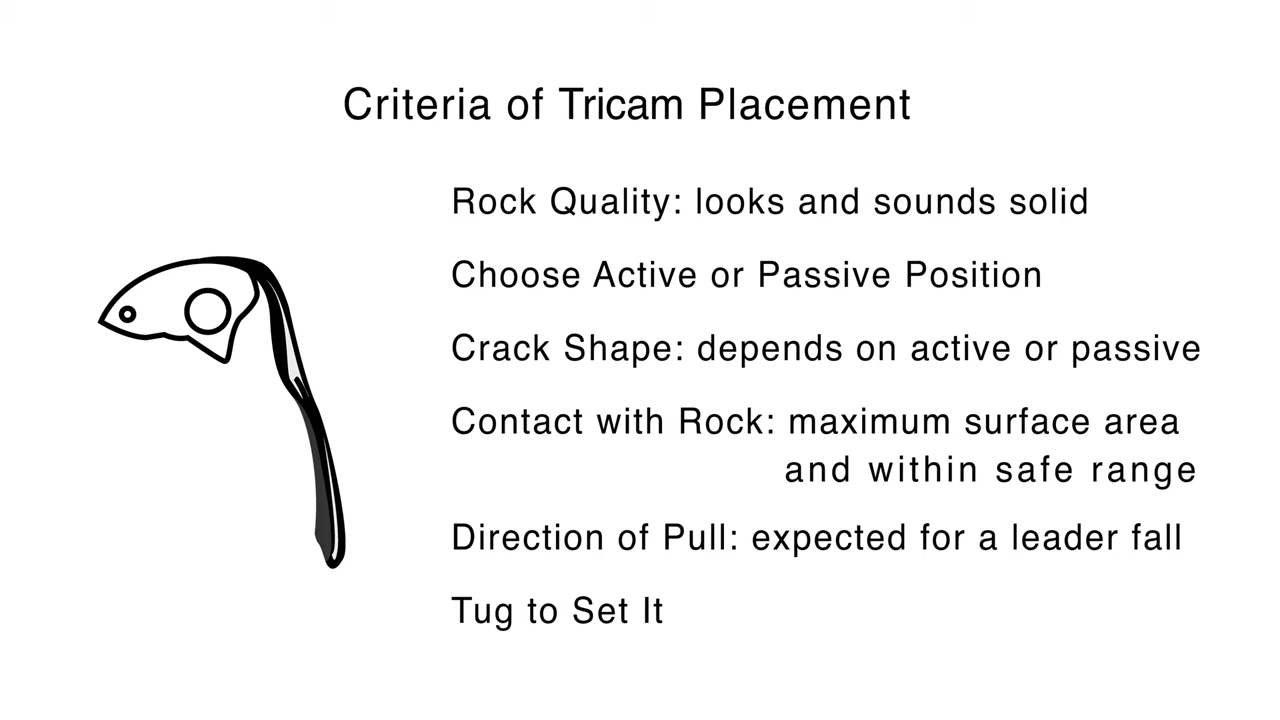 Criteria of Tricam Placement
Rock Quality: looks and sounds solid
Choose Active or Passive Position
Crack Shape: depends on active or passive
Contact with Rock: maximum surface area
and within safe range
Direction of Pull: expected for a leader fall
Tug to Set It